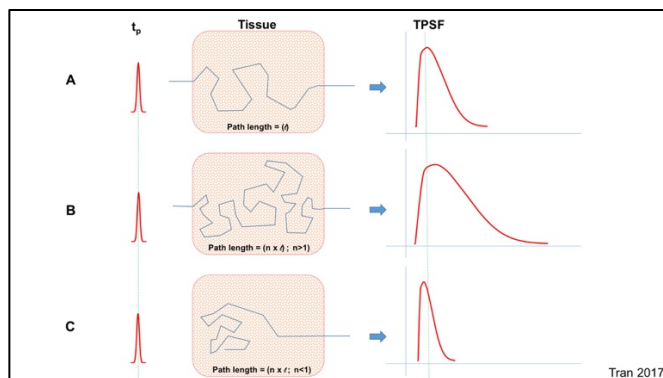 tp Tissue TPSF
A
Path length = (ℓ)
B
Path length = (n x ℓ) ; n>1)
C
Path length = (n x ℓ ; n<1)
Tran 2017